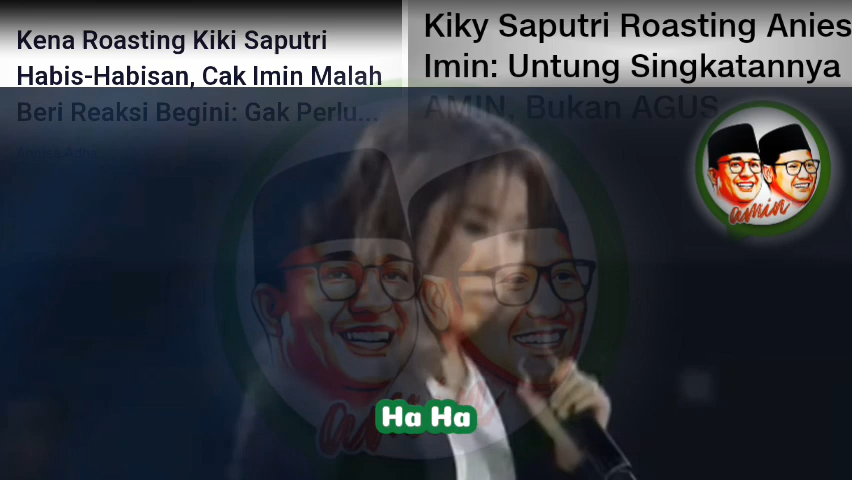 Kena Roasting Kiki Saputri
Habis-Habisan, Cak Imin Malah
Beri Reaksi Begini: Gak Perlu...
Kiky Saputri Roasting Anies
Imin: Untung Singkatannya
AMIN, Bukan AGUS
amin
Ha Ha